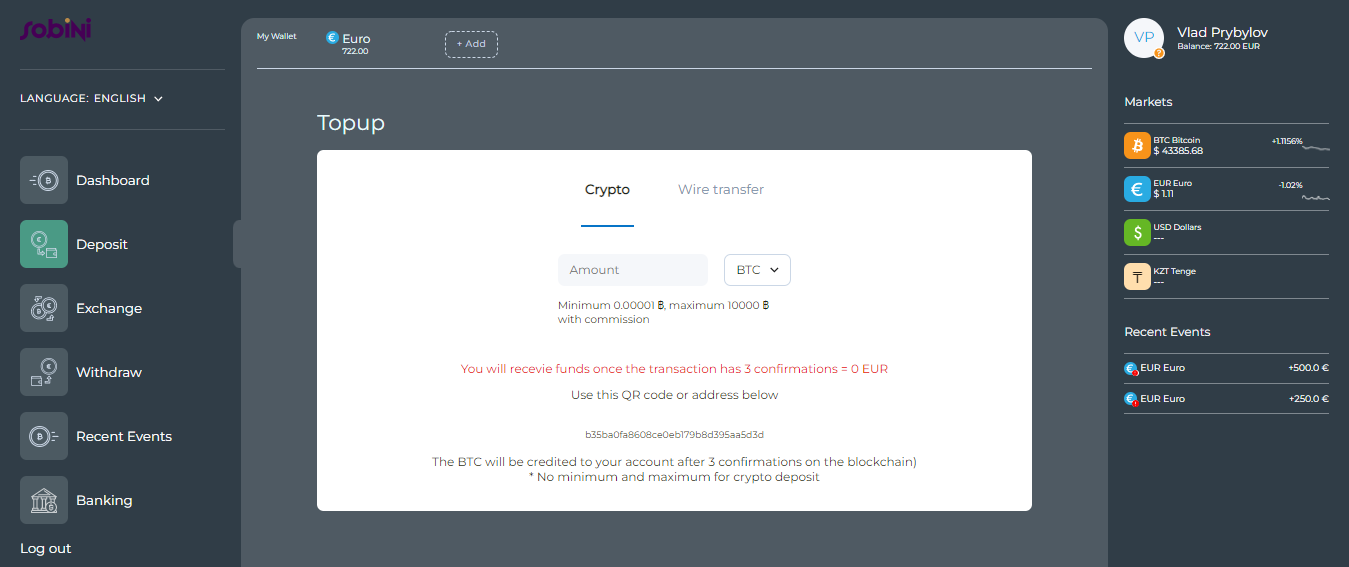 sobini
LANGUAGE: ENGLISH
Dashboard
Deposit
Exchange
Withdraw
Recent Events
Banking
Log out
My Wallet
€ Euro
722.00
+ Add
Topup
Crypto
Wire transfer
Amount
BTC
Minimum 0.00001 ₿, maximum 10000 ₿
with commission
You will recevie funds once the transaction has 3 confirmations = 0 EUR
Use this QR code or address below
b35ba0fa8608ce0eb179b8d395aa5d3d
The BTC will be credited to your account after 3 confirmations on the blockchain)
* No minimum and maximum for crypto deposit
VP
?
Vlad Prybylov
Balance: 722.00 EUR
Markets
₿
BTC Bitcoin
$ 43385.68
+1.1156%
€
EUR Euro
$ 1.11
-1.02%
$
USD Dollars
---
₸
KZT Tenge
---
Recent Events
€ EUR Euro +500.0 €
€ EUR Euro +250.0 €